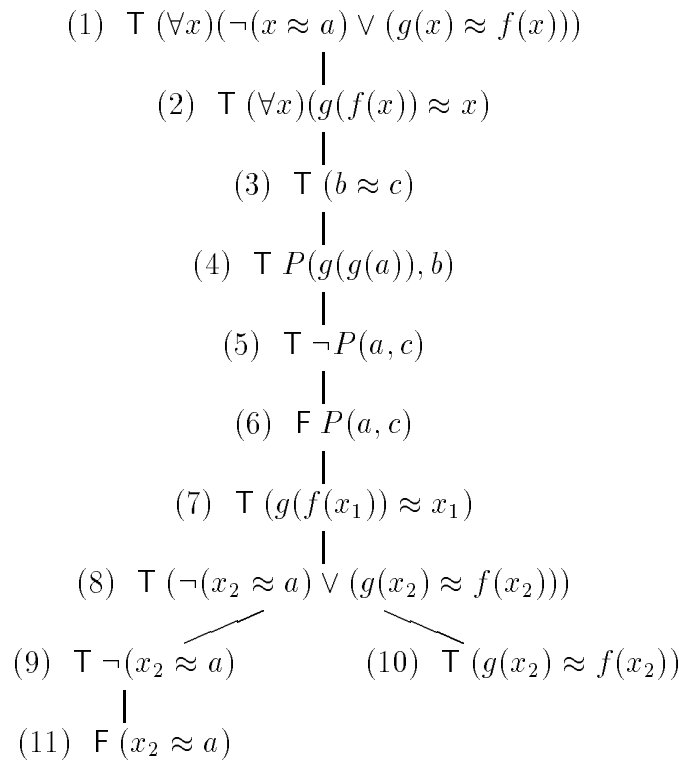 (1) T (∀x)(¬(x ≈ a) ∨ (g(x) ≈ f(x)))
(2) T (∀x)(g(f(x)) ≈ x)
(3) T (b ≈ c)
(4) T P(g(g(a)), b)
(5) T ¬P(a, c)
(6) F P(a, c)
(7) T (g(f(x₁)) ≈ x₁)
(8) T (¬(x₂ ≈ a) ∨ (g(x₂) ≈ f(x₂)))
(9) T ¬(x₂ ≈ a) (10) T (g(x₂) ≈ f(x₂))
(11) F (x₂ ≈ a)